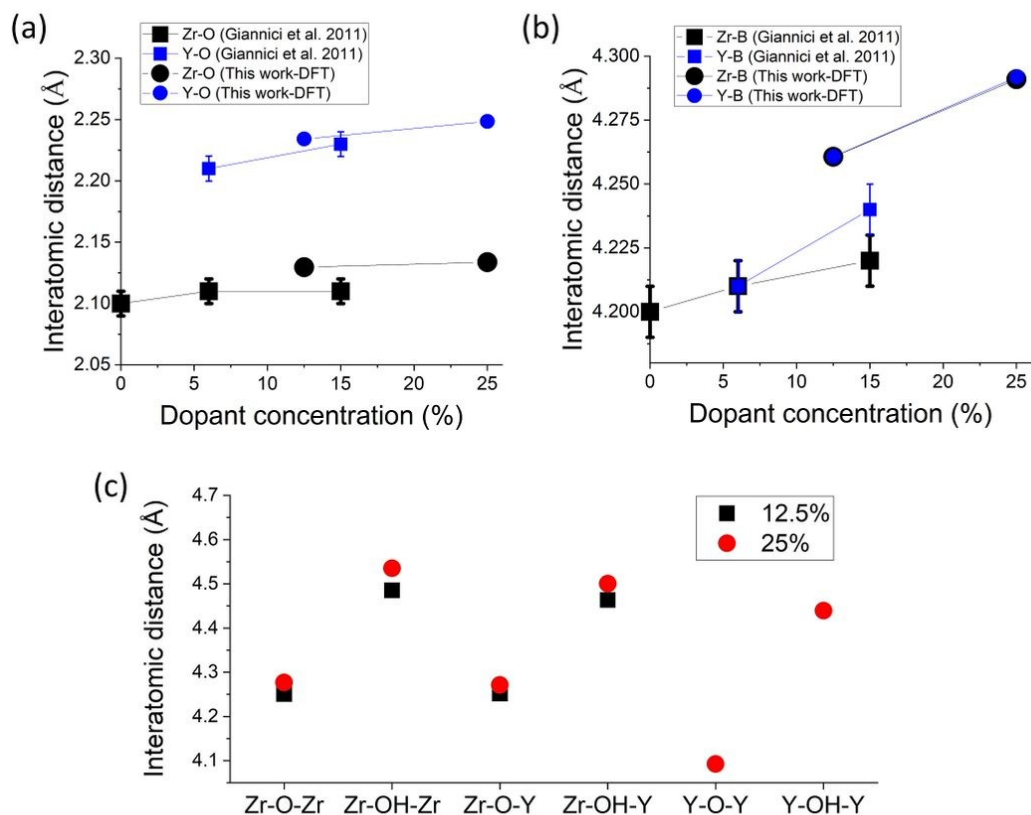 (a)
Zr-O (Giannici et al. 2011)
Y-O (Giannici et al. 2011)
Zr-O (This work-DFT)
Y-O (This work-DFT)
Interatomic distance (Å)
2.30
2.25
2.20
2.15
2.10
2.05
0 5 10 15 20 25
Dopant concentration (%)
(b)
Zr-B (Giannici et al. 2011)
Y-B (Giannici et al. 2011)
Zr-B (This work-DFT)
Y-B (This work-DFT)
Interatomic distance (Å)
4.300
4.275
4.250
4.225
4.200
0 5 10 15 20 25
Dopant concentration (%)
(c)
12.5%
25%
Interatomic distance (Å)
4.7
4.6
4.5
4.4
4.3
4.2
4.1
Zr-O-Zr Zr-OH-Zr Zr-O-Y Zr-OH-Y Y-O-Y Y-OH-Y